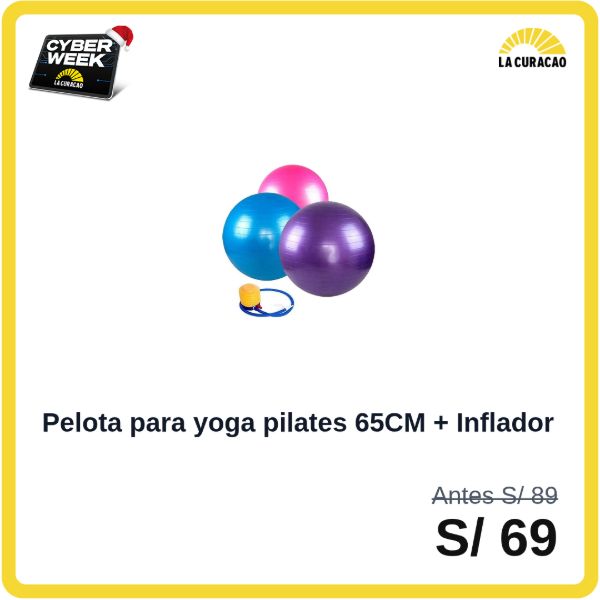 CYBER
WEEK
LA CURACAO
LA CURACAO
Pelota para yoga pilates 65CM + Inflador
Antes S/ 89
S/ 69